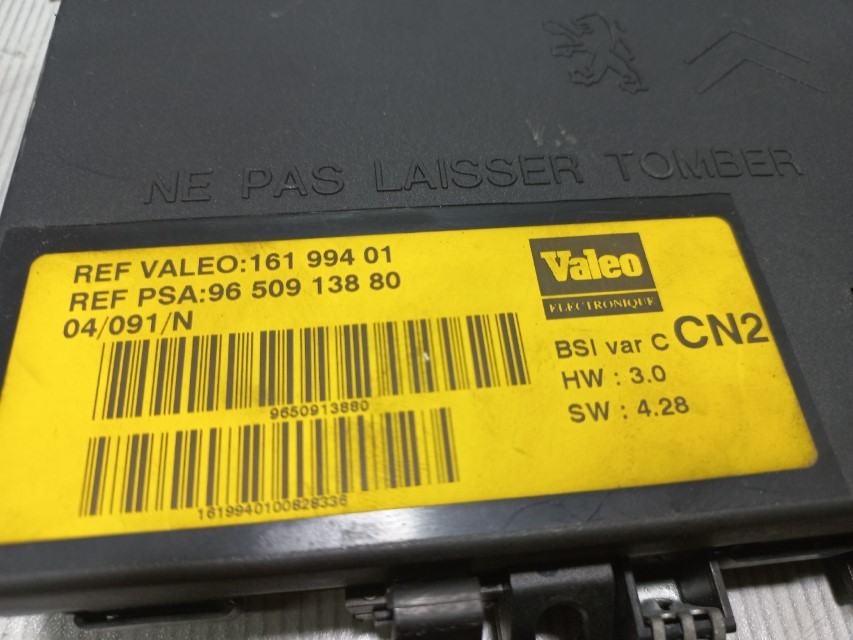 NE PAS LAISSER TOMBER
REF VALEO:161 994 01
REF PSA:96 509 138 80
04/091/N
9650913880
1619940100828336
Valeo
ELECTRONIQUE
BSI var C CN2
HW : 3.0
SW : 4.28